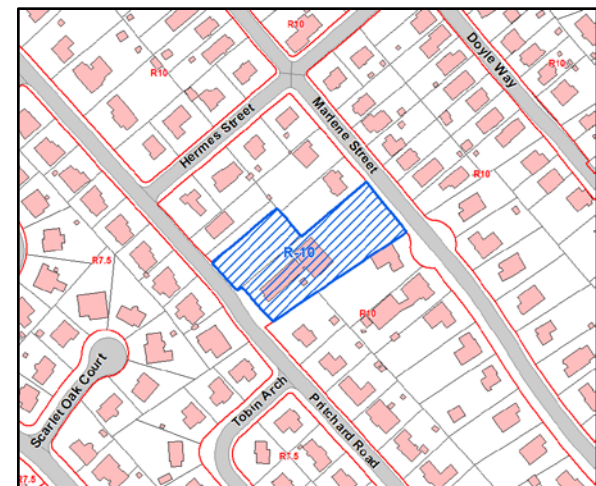 R10
R10
Doyle Way
Hermes Street
Marlene Street
R10
R-10
R7.5
R10
Scarlet Oak Court
Tobin Arch
Pritchard Road
R7.5
R7.5